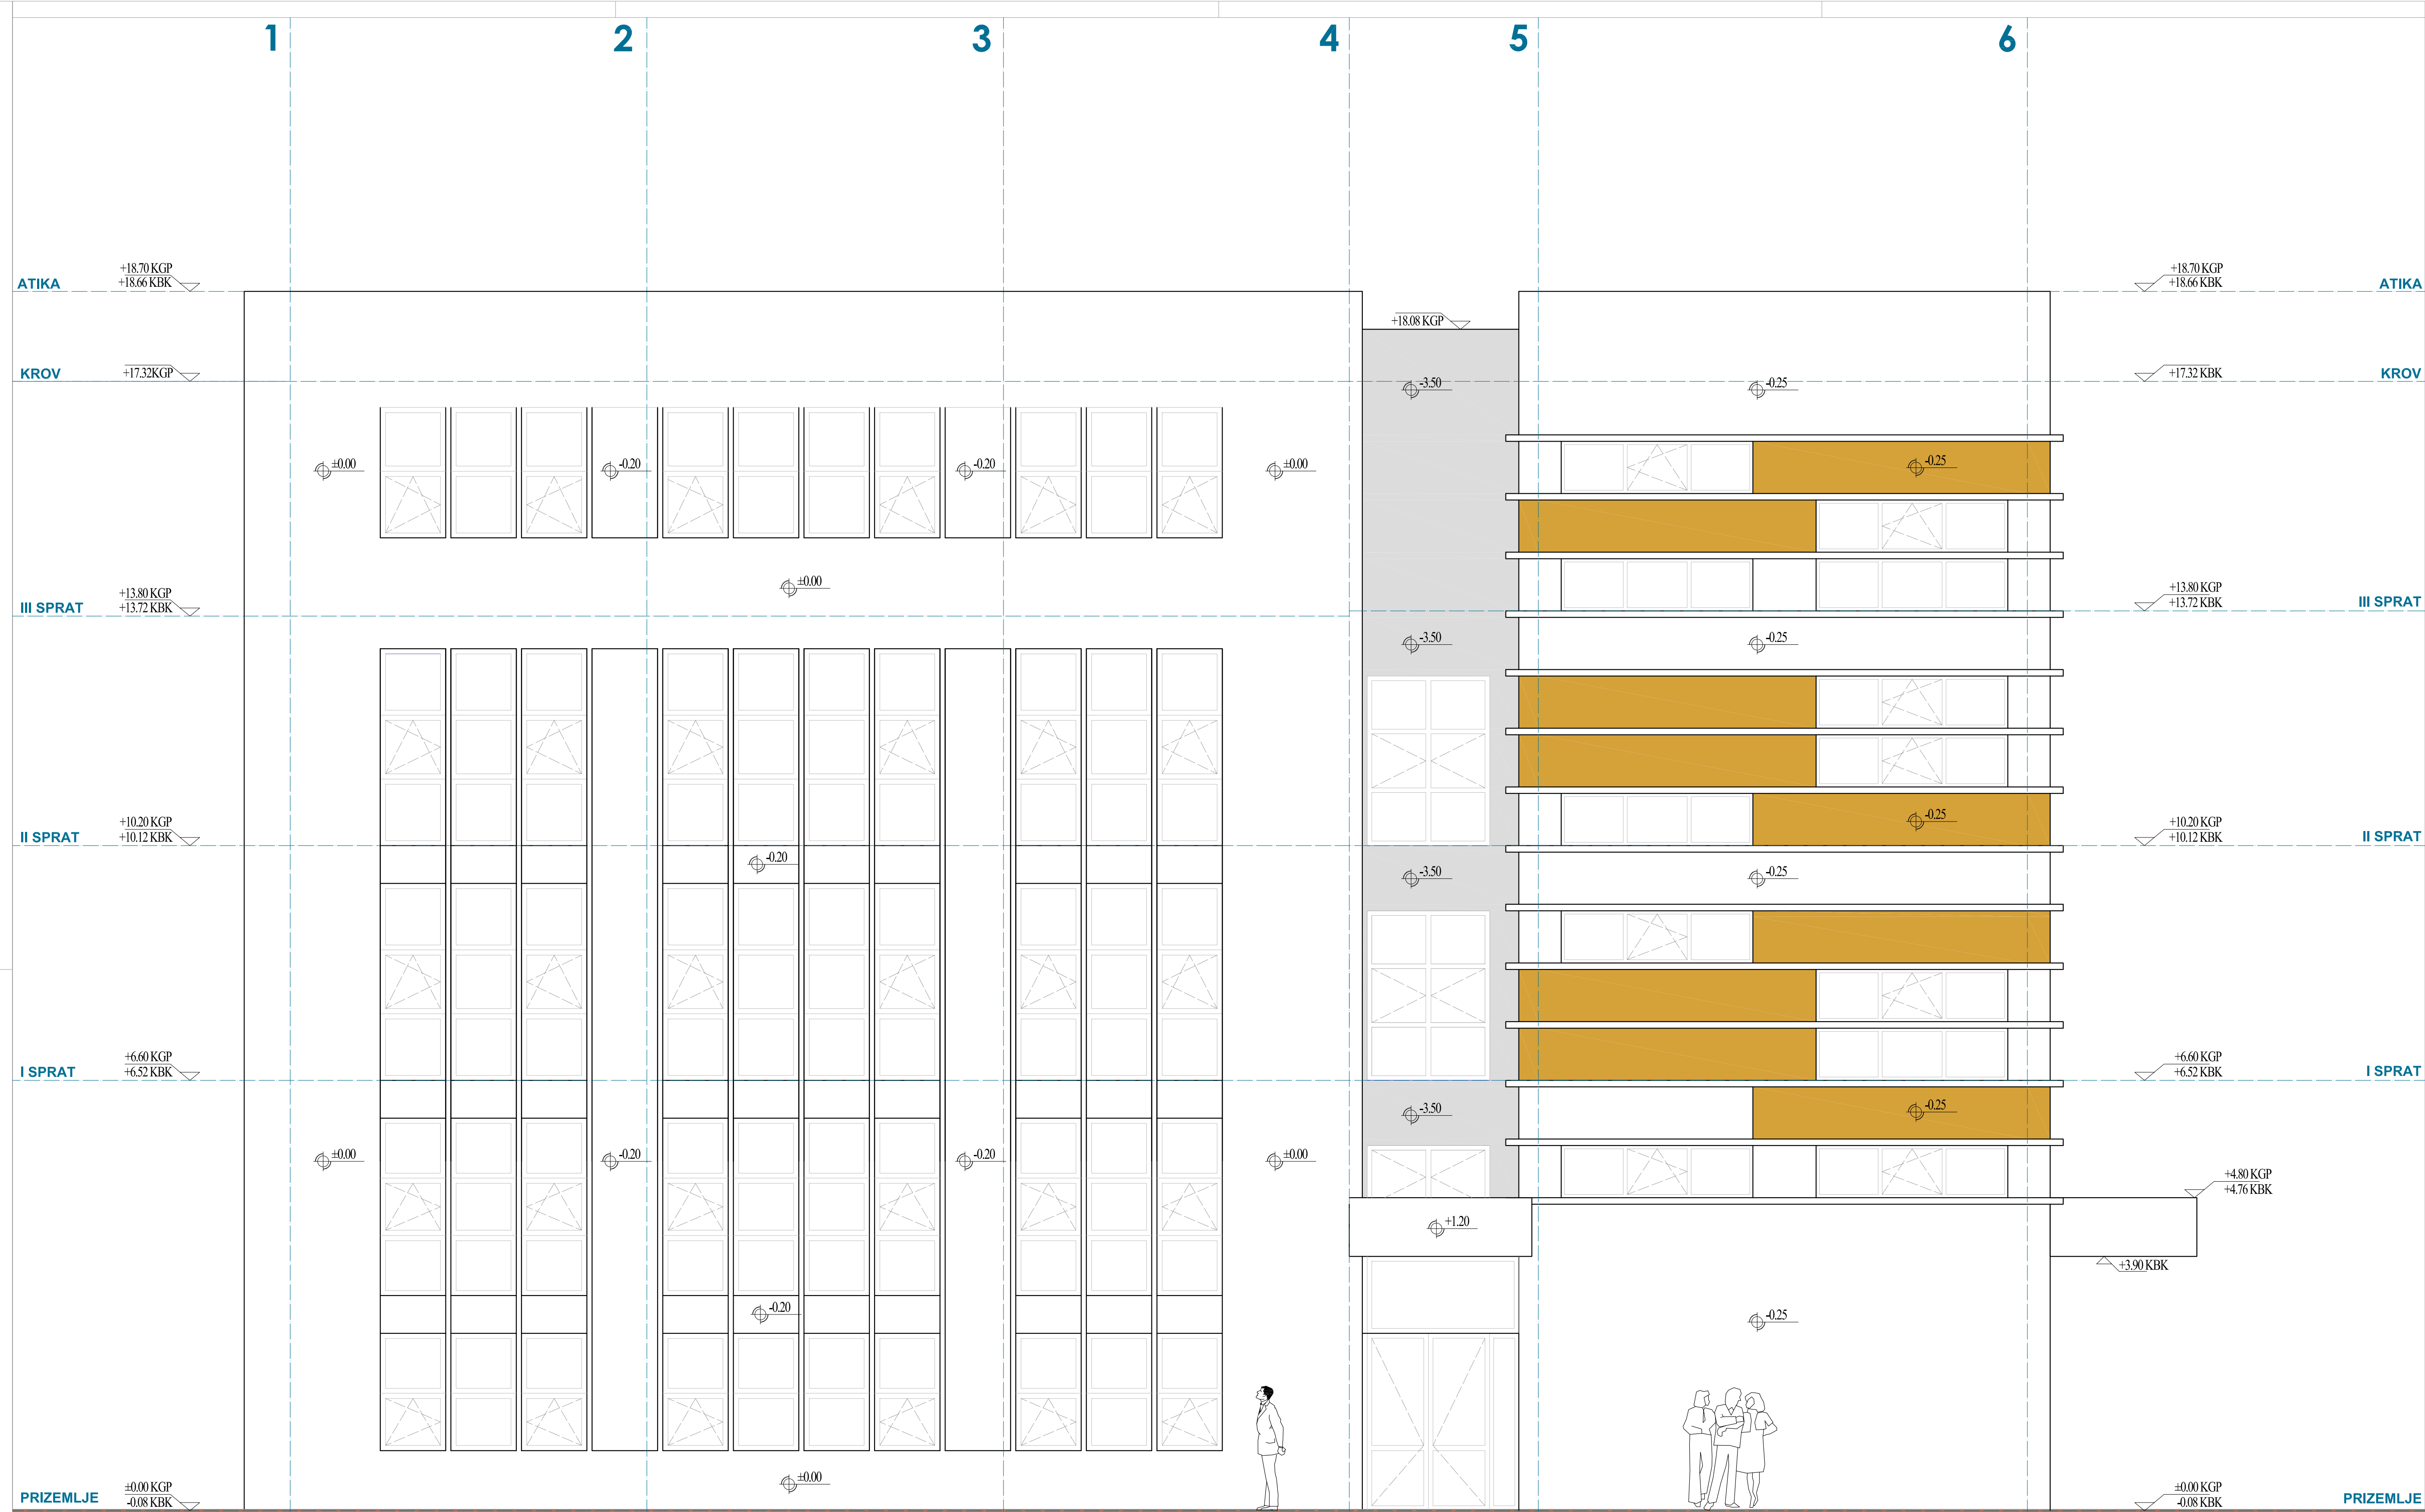 1 2 3 4 5 6
+18.70 KGP +18.70 KGP
ATIKA +18.66 KBK +18.66 KBK ATIKA
+18.08 KGP
KROV +17.32KGP +17.32 KBK KROV
-3.50 -0.25
±0.00 -0.20 -0.20 ±0.00 -0.25
±0.00
+13.80 KGP +13.80 KGP
III SPRAT +13.72 KBK +13.72 KBK III SPRAT
-3.50 -0.25
+10.20 KGP -0.25 +10.20 KGP
II SPRAT +10.12 KBK +10.12 KBK II SPRAT
-0.20
-3.50 -0.25
+6.60 KGP +6.60 KGP
I SPRAT +6.52 KBK +6.52 KBK I SPRAT
-3.50 -0.25
±0.00 -0.20 -0.20 ±0.00
+4.80 KGP
+4.76 KBK
+1.20
+3.90 KBK
-0.20 -0.25
±0.00
±0.00 KGP ±0.00 KGP
PRIZEMLJE -0.08 KBK -0.08 KBK PRIZEMLJE